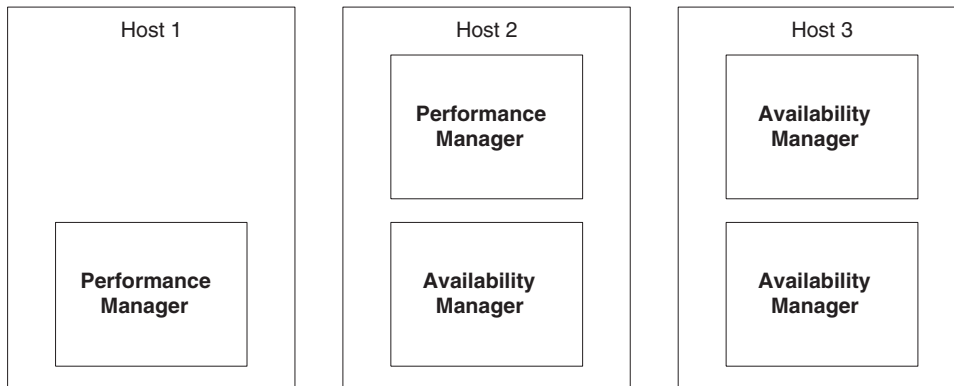 Host 1
Performance
Manager
Host 2
Performance
Manager
Availability
Manager
Host 3
Availability
Manager
Availability
Manager